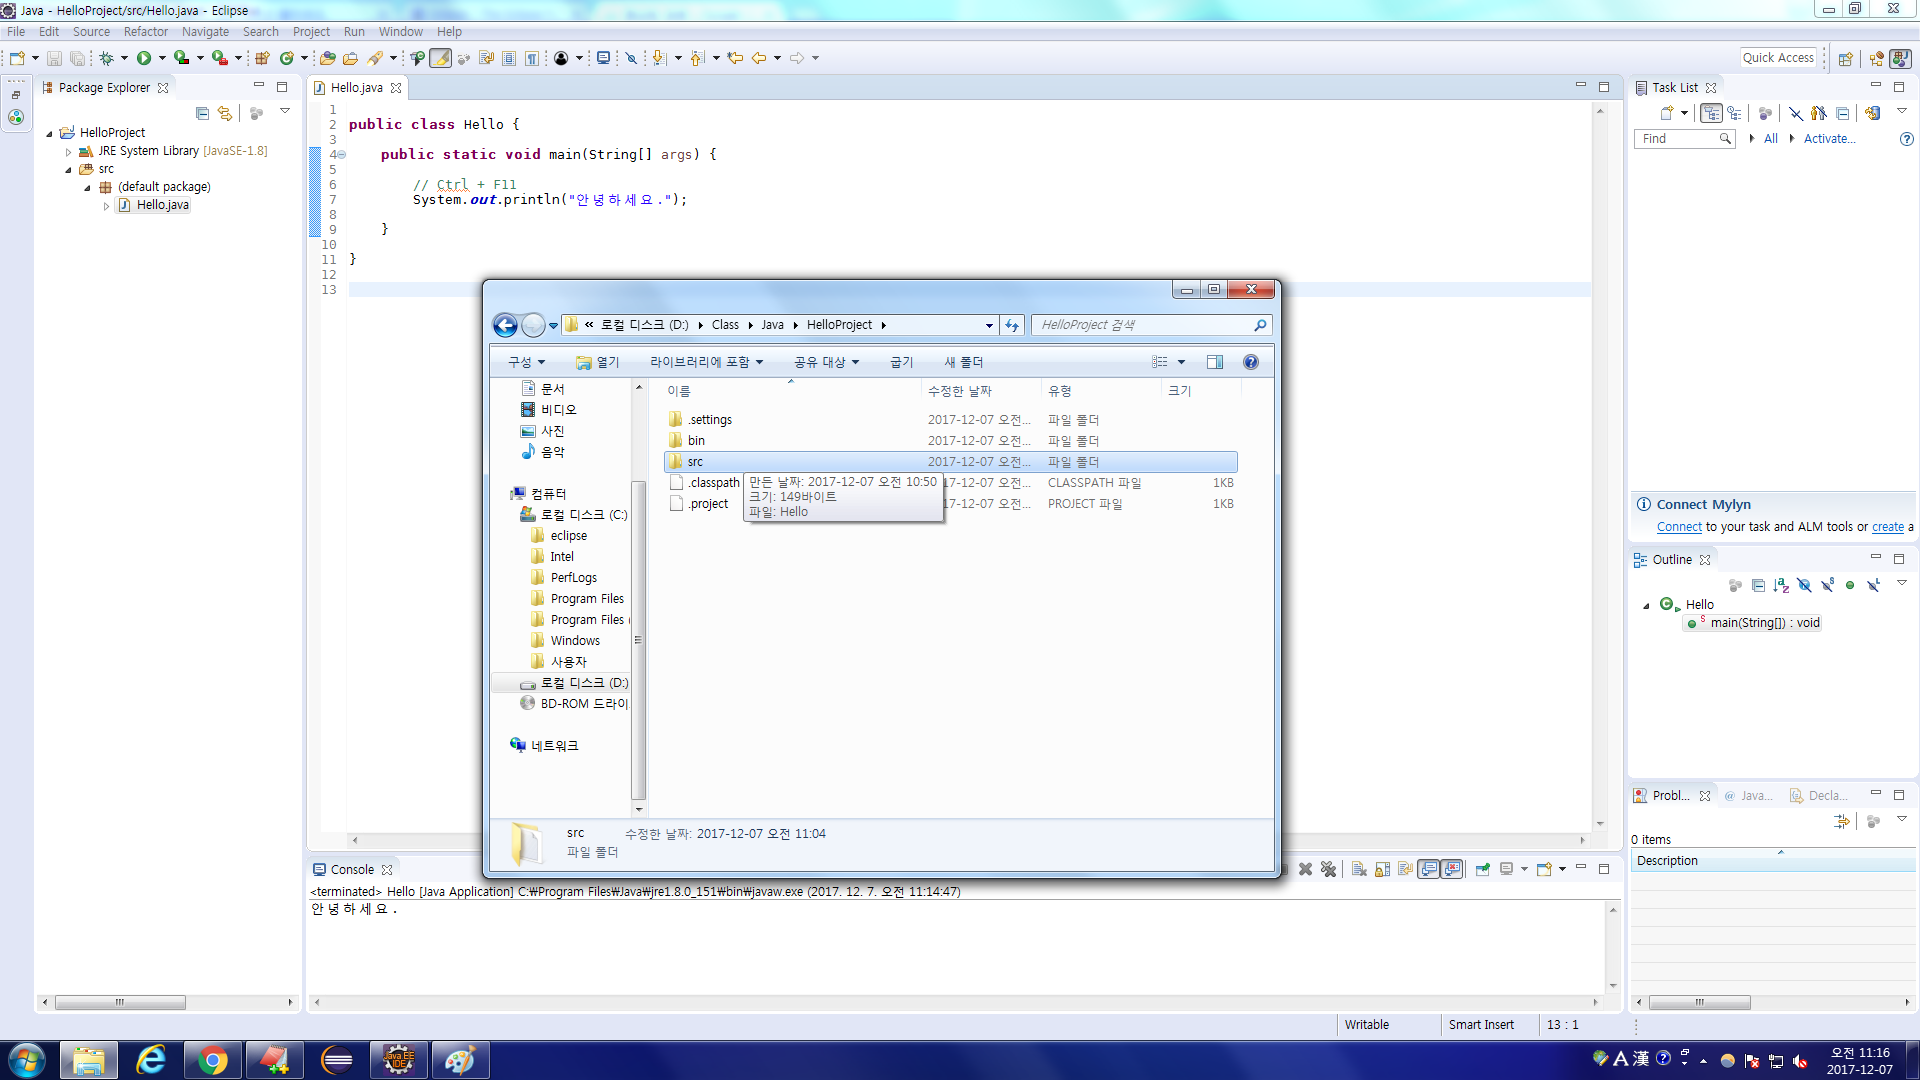 Java - HelloProject/src/Hello.java - Eclipse
File Edit Source Refactor Navigate Search Project Run Window Help
Quick Access
Package Explorer
HelloProject
JRE System Library [JavaSE-1.8]
src
(default package)
Hello.java
Hello.java
1
2 public class Hello {
3
4 public static void main(String[] args) {
5
6 // Ctrl + F11
7 System.out.println("안녕하세요.");
8
9 }
10
11 }
12
13
로컬 디스크 (D:) Class Java HelloProject
HelloProject 검색
구성 열기 라이브러리에 포함 공유 대상 굽기 새 폴더
문서
비디오
사진
음악
컴퓨터
로컬 디스크 (C:)
eclipse
Intel
PerfLogs
Program Files
Program Files (
Windows
사용자
로컬 디스크 (D:)
BD-ROM 드라이
네트워크
이름 수정한 날짜 유형 크기
.settings 2017-12-07 오전... 파일 폴더
bin 2017-12-07 오전... 파일 폴더
src 2017-12-07 오전... 파일 폴더
.classpath 17-12-07 오전... CLASSPATH 파일 1KB
.project 17-12-07 오전... PROJECT 파일 1KB
만든 날짜: 2017-12-07 오전 10:50
크기: 149바이트
파일: Hello
src 수정한 날짜: 2017-12-07 오전 11:04
파일 폴더
Console
<terminated> Hello [Java Application] C:₩Program Files₩Java₩jre1.8.0_151₩bin₩javaw.exe (2017. 12. 7. 오전 11:14:47)
안녕하세요.
Task List
Find All Activate...
Connect Mylyn
Connect to your task and ALM tools or create a
Outline
Hello
main(String[]) : void
Probl... Java... Decla...
0 items
Description
Writable Smart Insert 13 : 1
Java EE
IDE
A 漢
오전 11:16
2017-12-07